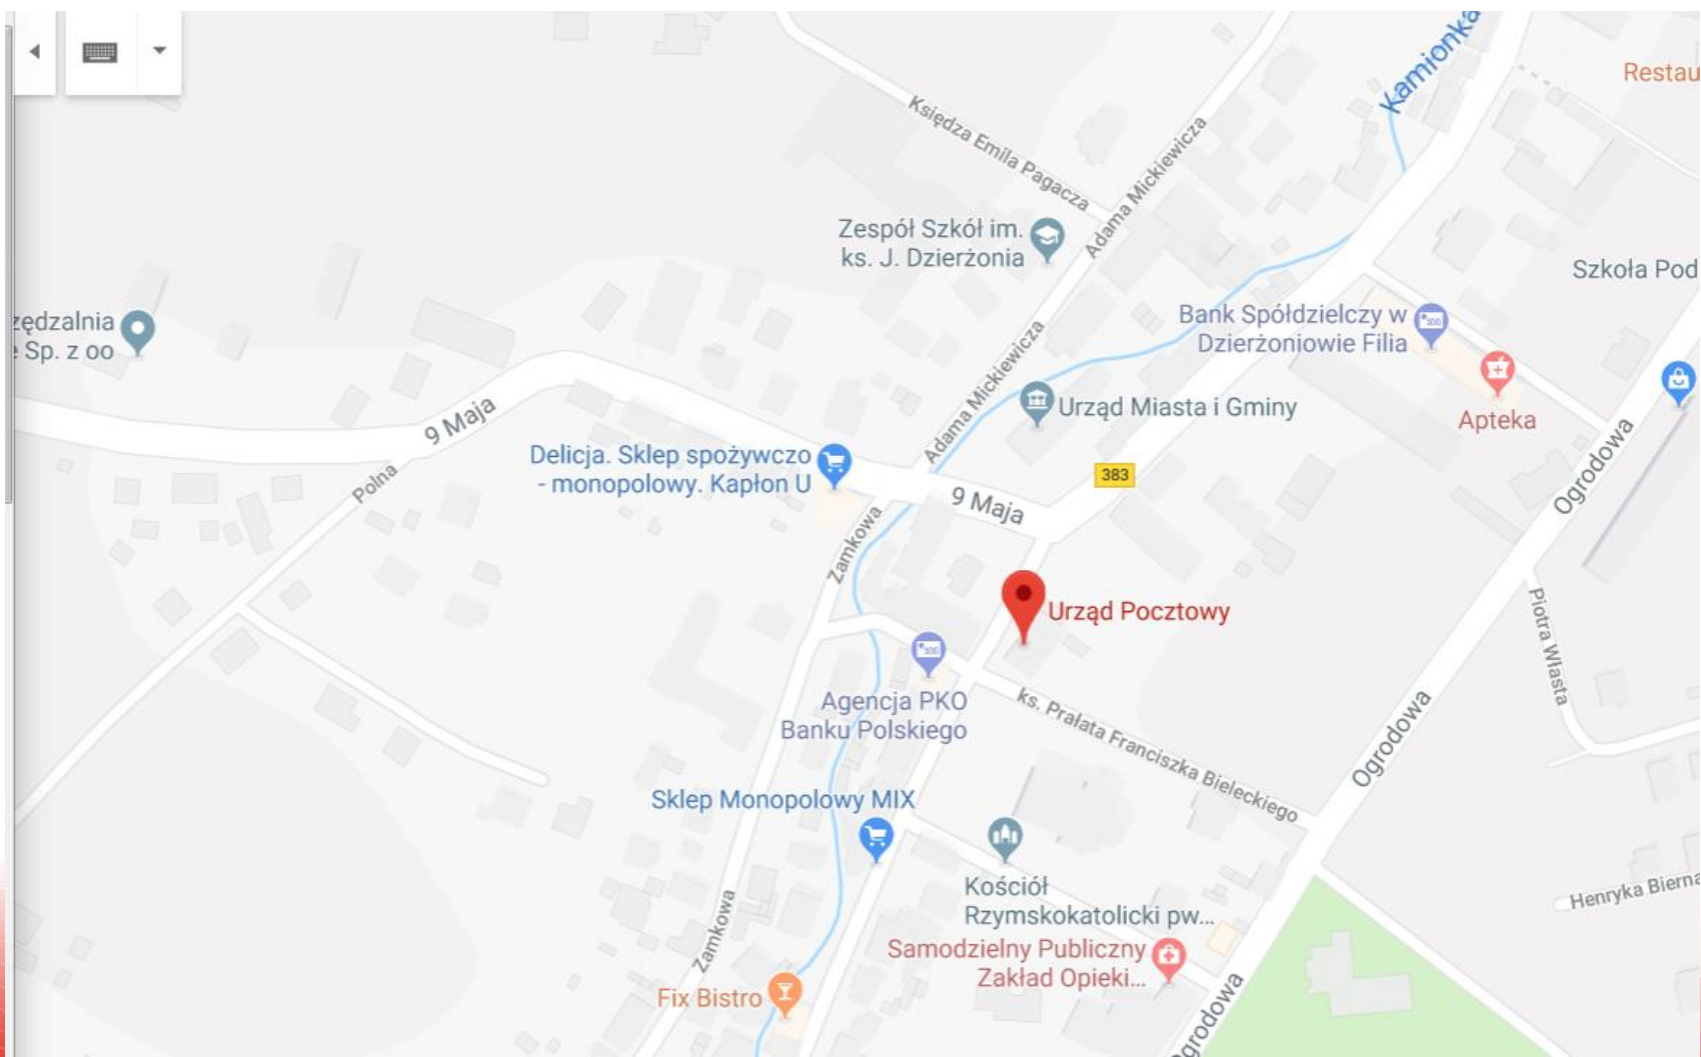 Kamionka
Restau
Księdza Emila Pagacza
Adama Mickiewicza
Zespół Szkół im.
ks. J. Dzierżonia
Szkoła Pod
zędzalnia
e Sp. z oo
Bank Spółdzielczy w
Dzierżoniowie Filia
Adama Mickiewicza
Urząd Miasta i Gminy
Apteka
9 Maja
Polna
Delicja. Sklep spożywczo
- monopolowy. Kapłon U
383
9 Maja
Ogrodowa
Zamkowa
Urząd Pocztowy
Piotra Własta
Agencja PKO
Banku Polskiego
ks. Prałata Franciszka Bieleckiego
Ogrodowa
Sklep Monopolowy MIX
Kościół
Rzymskokatolicki pw...
Henryka Bierna
Zamkowa
Samodzielny Publiczny
Zakład Opieki...
Fix Bistro
Ogrodowa